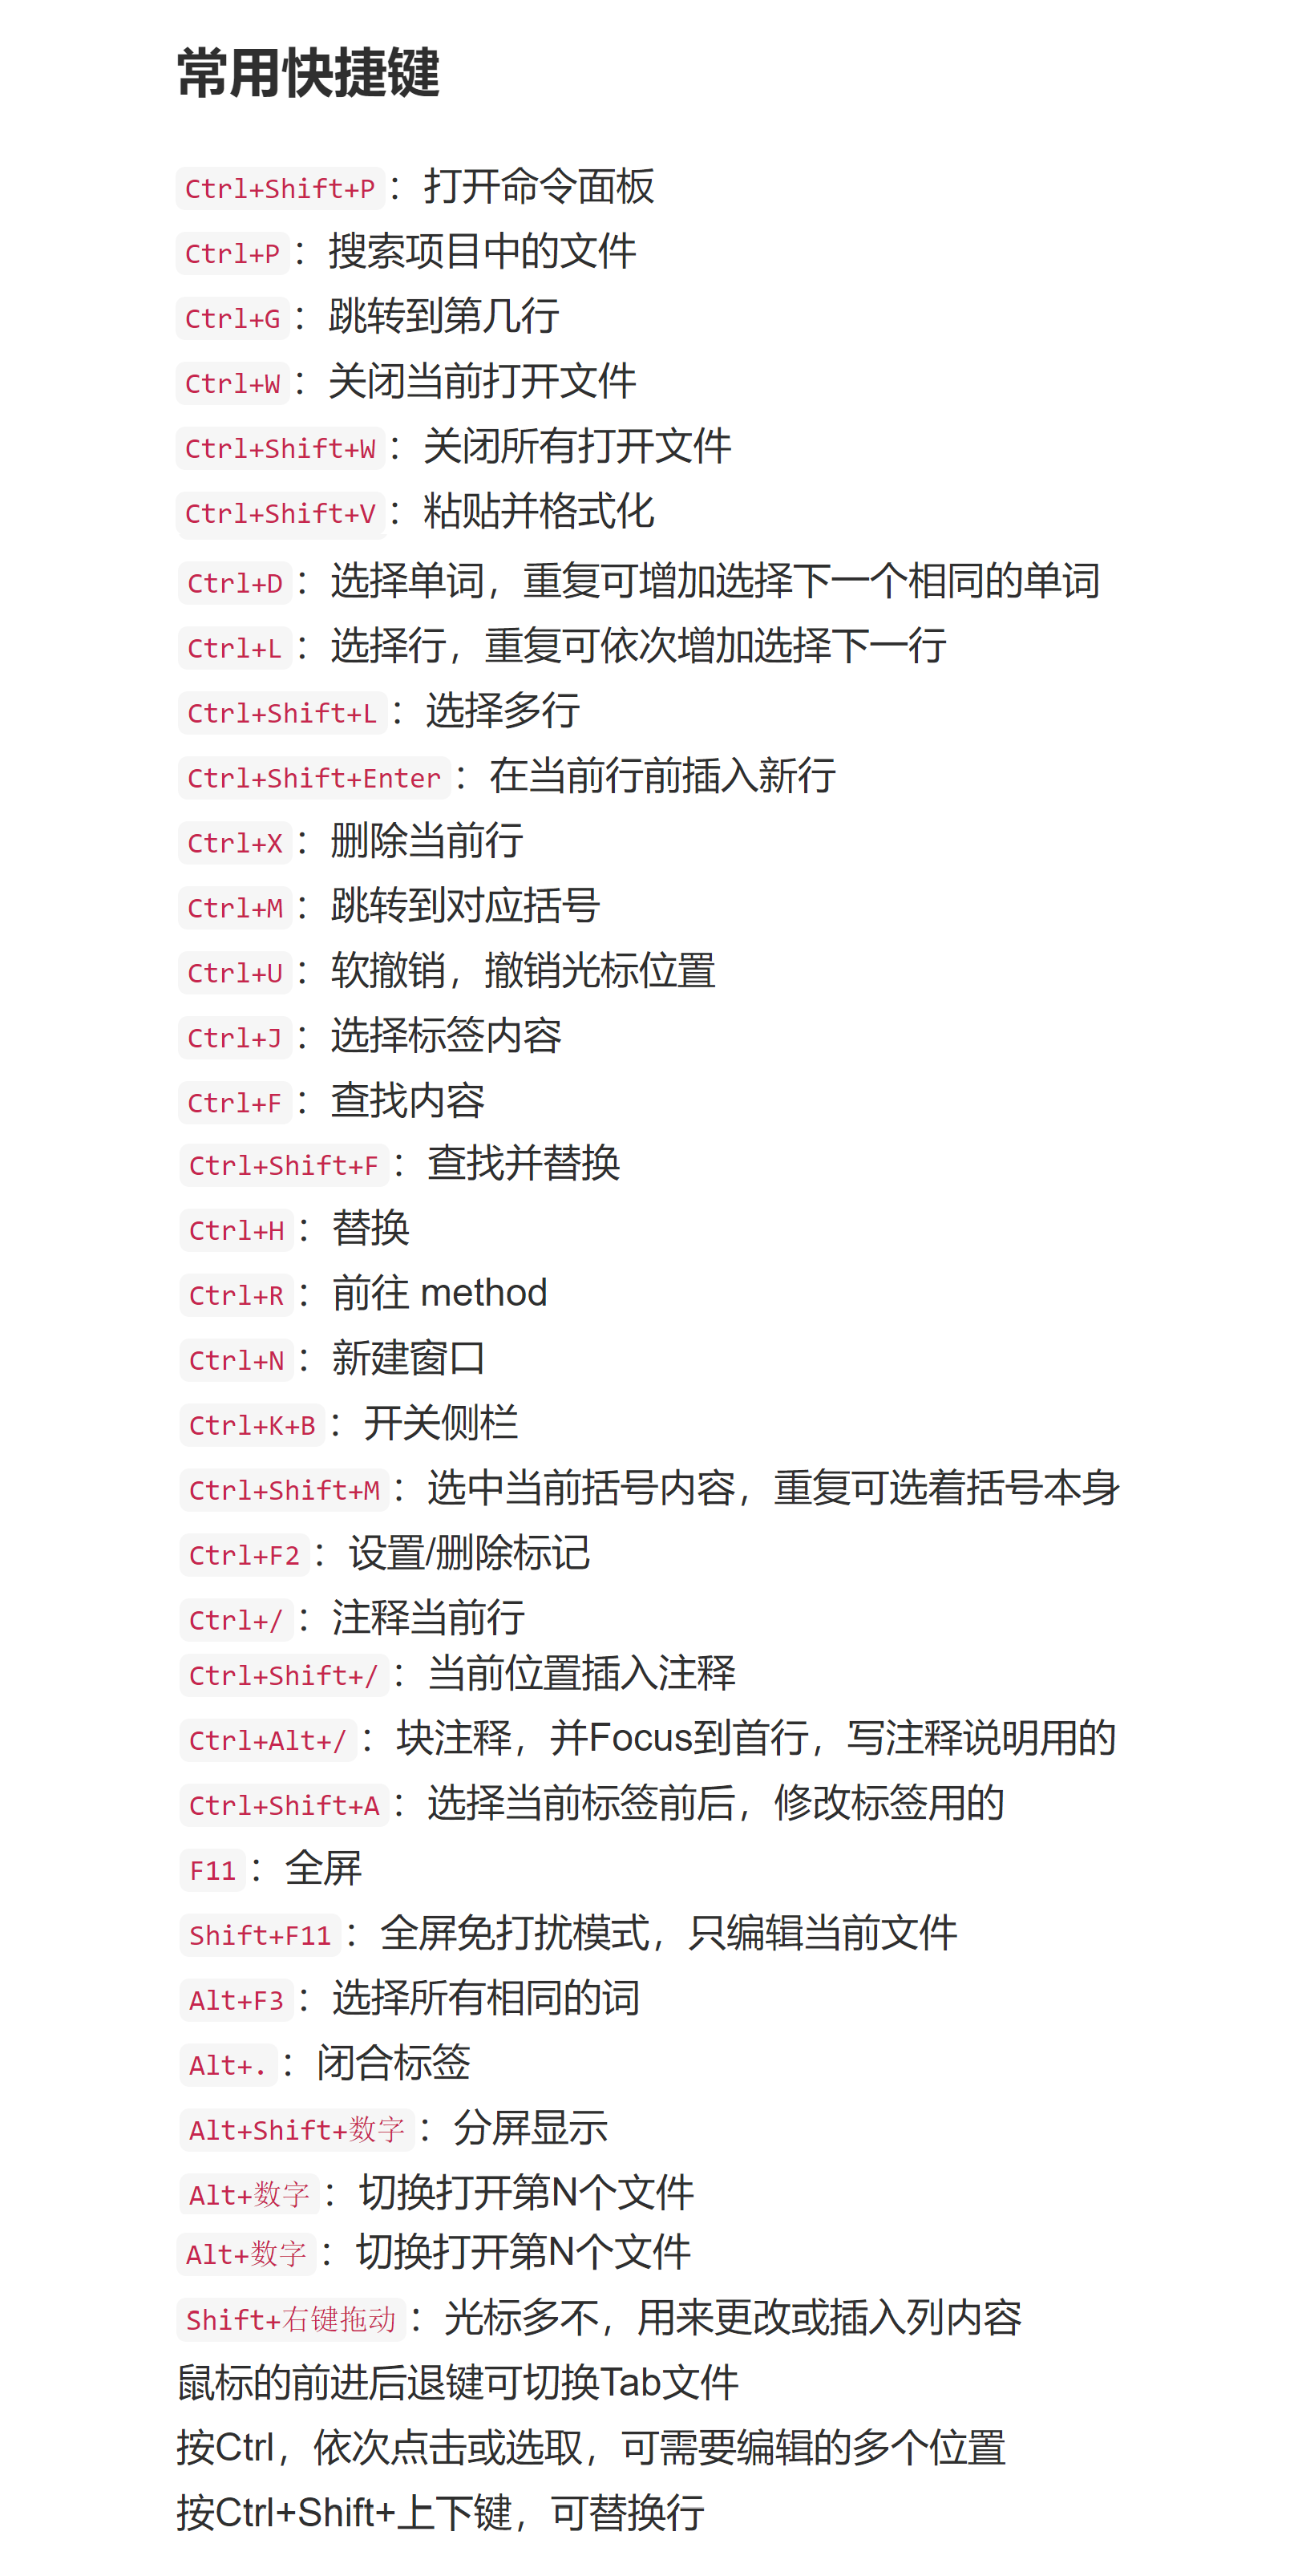 常用快捷键
Ctrl+Shift+P：打开命令面板
Ctrl+P：搜索项目中的文件
Ctrl+G：跳转到第几行
Ctrl+W：关闭当前打开文件
Ctrl+Shift+W：关闭所有打开文件
Ctrl+Shift+V：粘贴并格式化
Ctrl+D：选择单词，重复可增加选择下一个相同的单词
Ctrl+L：选择行，重复可依次增加选择下一行
Ctrl+Shift+L：选择多行
Ctrl+Shift+Enter：在当前行前插入新行
Ctrl+X：删除当前行
Ctrl+M：跳转到对应括号
Ctrl+U：软撤销，撤销光标位置
Ctrl+J：选择标签内容
Ctrl+F：查找内容
Ctrl+Shift+F：查找并替换
Ctrl+H：替换
Ctrl+R：前往 method
Ctrl+N：新建窗口
Ctrl+K+B：开关侧栏
Ctrl+Shift+M：选中当前括号内容，重复可选着括号本身
Ctrl+F2：设置/删除标记
Ctrl+/：注释当前行
Ctrl+Shift+/：当前位置插入注释
Ctrl+Alt+/：块注释，并Focus到首行，写注释说明用的
Ctrl+Shift+A：选择当前标签前后，修改标签用的
F11：全屏
Shift+F11：全屏免打扰模式，只编辑当前文件
Alt+F3：选择所有相同的词
Alt+.：闭合标签
Alt+Shift+数字：分屏显示
Alt+数字：切换打开第N个文件
Alt+数字：切换打开第N个文件
Shift+右键拖动：光标多不，用来更改或插入列内容
鼠标的前进后退键可切换Tab文件
按Ctrl，依次点击或选取，可需要编辑的多个位置
按Ctrl+Shift+上下键，可替换行